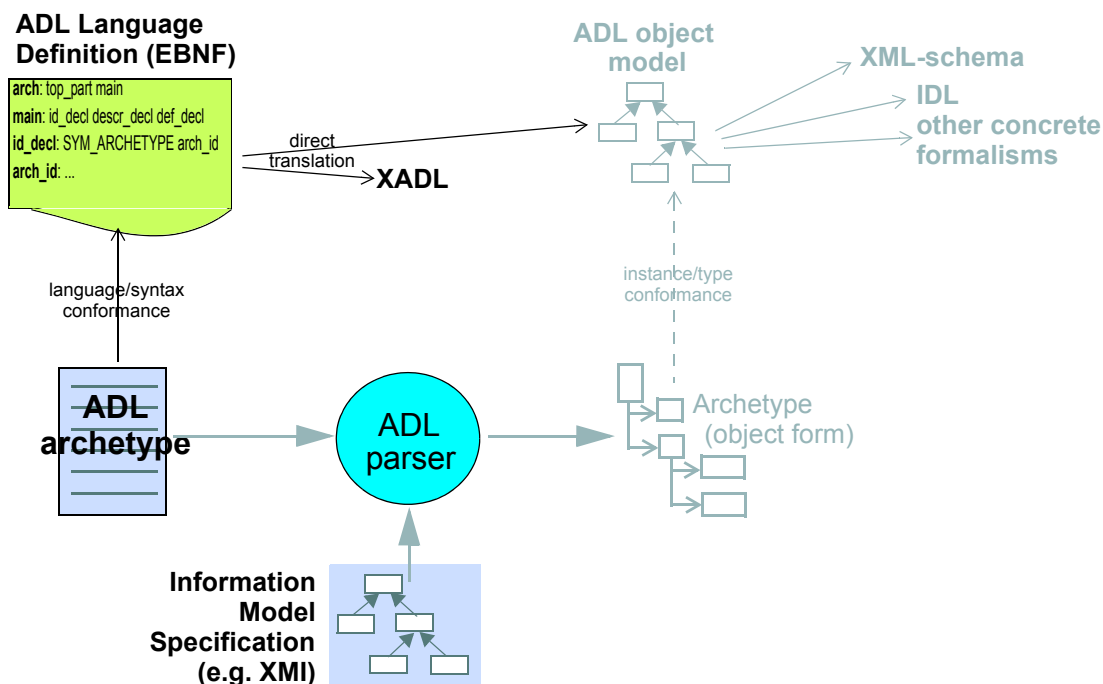 ADL Language
Definition (EBNF)
arch: top_part main
main: id_decl descr_decl def_decl
id_decl: SYM_ARCHETYPE arch_id
arch_id: ...
direct
translation
XADL
ADL object
model
XML-schema
IDL
other concrete
formalisms
language/syntax
conformance
instance/type
conformance
ADL
archetype
ADL
parser
Archetype
(object form)
Information
Model
Specification
(e.g. XMI)